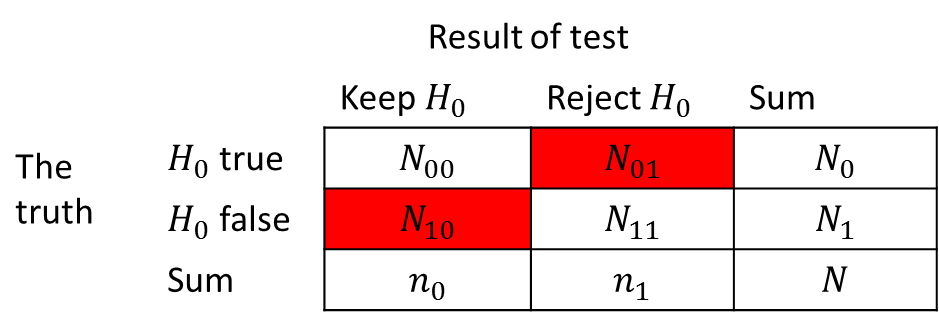 Result of test
Keep H₀ Reject H₀ Sum
The truth
H₀ true N₀₀ N₀₁ N₀
H₀ false N₁₀ N₁₁ N₁
Sum n₀ n₁ N